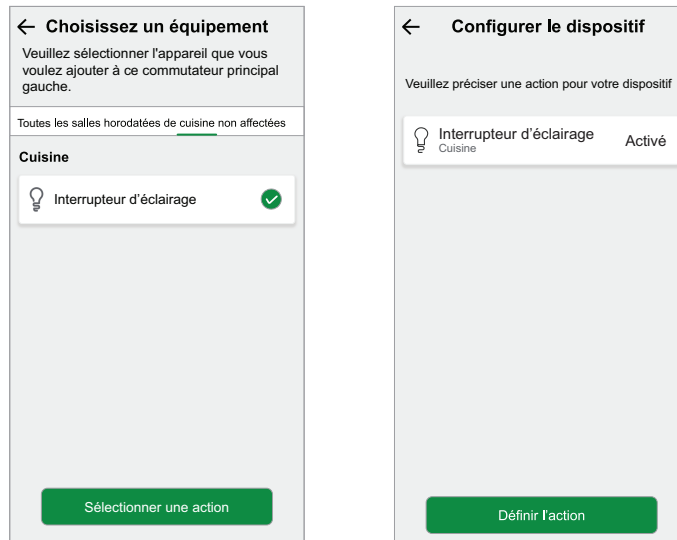 Choisissez un équipement
Veuillez sélectionner l'appareil que vous
voulez ajouter à ce commutateur principal
gauche.
Toutes les salles horodatées de cuisine non affectées
Cuisine
Interrupteur d'éclairage
Sélectionner une action
Configurer le dispositif
Veuillez préciser une action pour votre dispositif
Interrupteur d'éclairage
Cuisine
Activé
Définir l'action